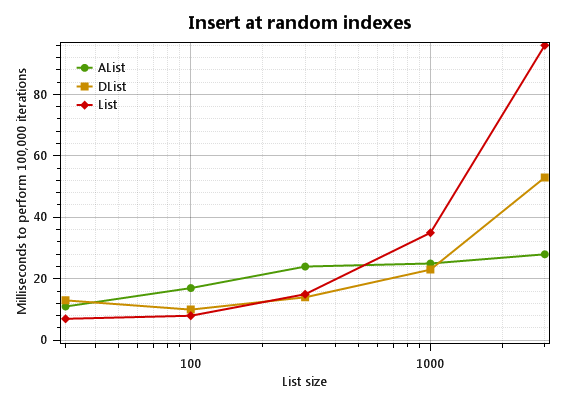 Insert at random indexes
Milliseconds to perform 100,000 iterations
AList
DList
List
80
60
40
20
0
100
1000
List size